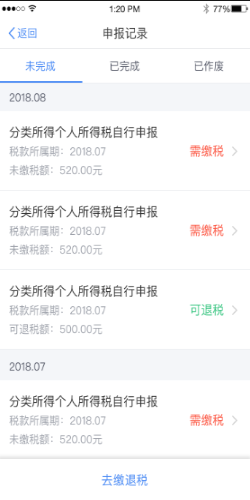 1:20 PM 77%
返回 申报记录
未完成 已完成 已作废
2018.08
分类所得个人所得税自行申报
税款所属期：2018.07 需缴税
未缴税额：520.00元
分类所得个人所得税自行申报
税款所属期：2018.07 需缴税
未缴税额：520.00元
分类所得个人所得税自行申报
税款所属期：2018.07 可退税
可退税额：500.00元
2018.07
分类所得个人所得税自行申报
税款所属期：2018.07 需缴税
未缴税额：520.00元
去缴退税